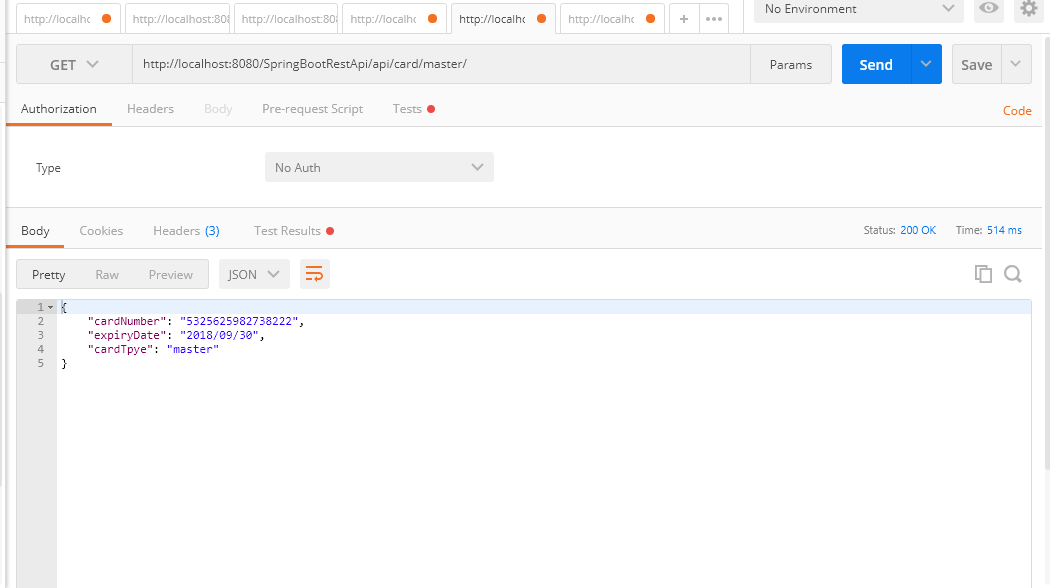 http://localhc http://localhost:808 http://localhost:808 http://localhc http://localhc http://localhc + ••• No Environment
GET http://localhost:8080/SpringBootRestApi/api/card/master/ Params Send Save
Authorization Headers Body Pre-request Script Tests Code
Type No Auth
Body Cookies Headers (3) Test Results Status: 200 OK Time: 514 ms
Pretty Raw Preview JSON
1 {
2 "cardNumber": "5325625982738222",
3 "expiryDate": "2018/09/30",
4 "cardTpye": "master"
5 }